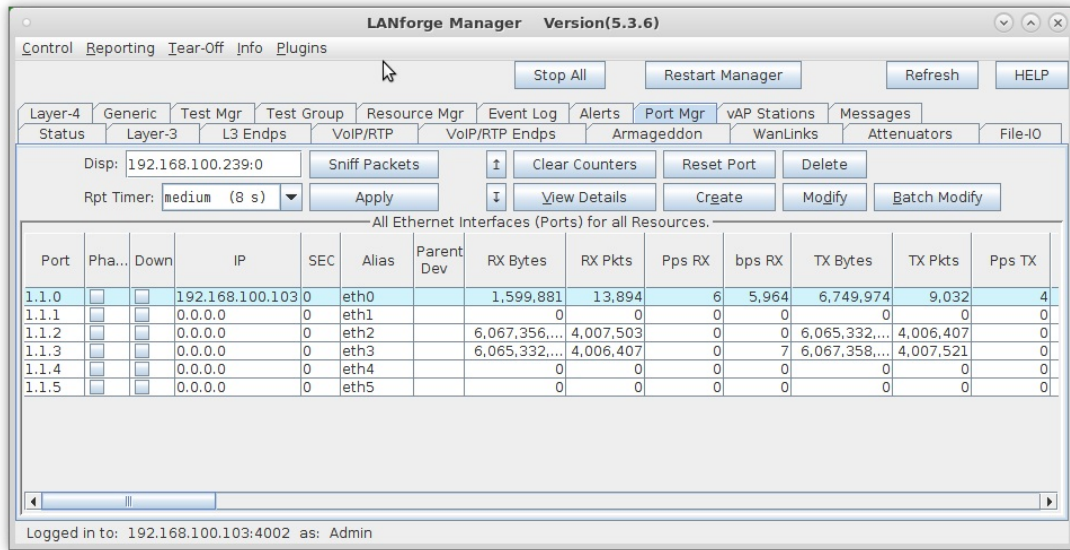 LANforge Manager Version(5.3.6)
Control Reporting Tear-Off Info Plugins
Stop All Restart Manager Refresh HELP
Layer-4 Generic Test Mgr Test Group Resource Mgr Event Log Alerts Port Mgr vAP Stations Messages
Status Layer-3 L3 Endps VoIP/RTP VoIP/RTP Endps Armageddon WanLinks Attenuators File-IO
Disp: 192.168.100.239:0 Sniff Packets Clear Counters Reset Port Delete
Rpt Timer: medium (8 s) Apply View Details Create Modify Batch Modify
All Ethernet Interfaces (Ports) for all Resources.
Port Pha... Down IP SEC Alias Parent Dev RX Bytes RX Pkts Pps RX bps RX TX Bytes TX Pkts Pps TX
1.1.0 192.168.100.103 0 eth0 1,599,881 13,894 6 5,964 6,749,974 9,032 4
1.1.1 0.0.0.0 0 eth1 0 0 0 0 0 0 0
1.1.2 0.0.0.0 0 eth2 6,067,356,... 4,007,503 0 0 6,065,332,... 4,006,407 0
1.1.3 0.0.0.0 0 eth3 6,065,332,... 4,006,407 0 7 6,067,358,... 4,007,521 0
1.1.4 0.0.0.0 0 eth4 0 0 0 0 0 0 0
1.1.5 0.0.0.0 0 eth5 0 0 0 0 0 0 0
Logged in to: 192.168.100.103:4002 as: Admin